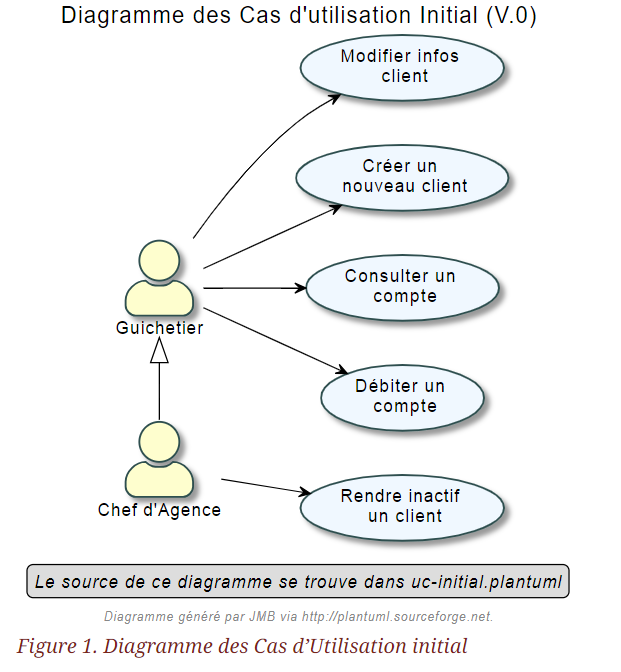 Diagramme des Cas d'utilisation Initial (V.0)
Modifier infos
client
Créer un
nouveau client
Consulter un
compte
Guichetier
Débiter un
compte
Chef d'Agence
Rendre inactif
un client
Le source de ce diagramme se trouve dans uc-initial.plantuml
Diagramme généré par JMB via http://plantuml.sourceforge.net.
Figure 1. Diagramme des Cas d’Utilisation initial